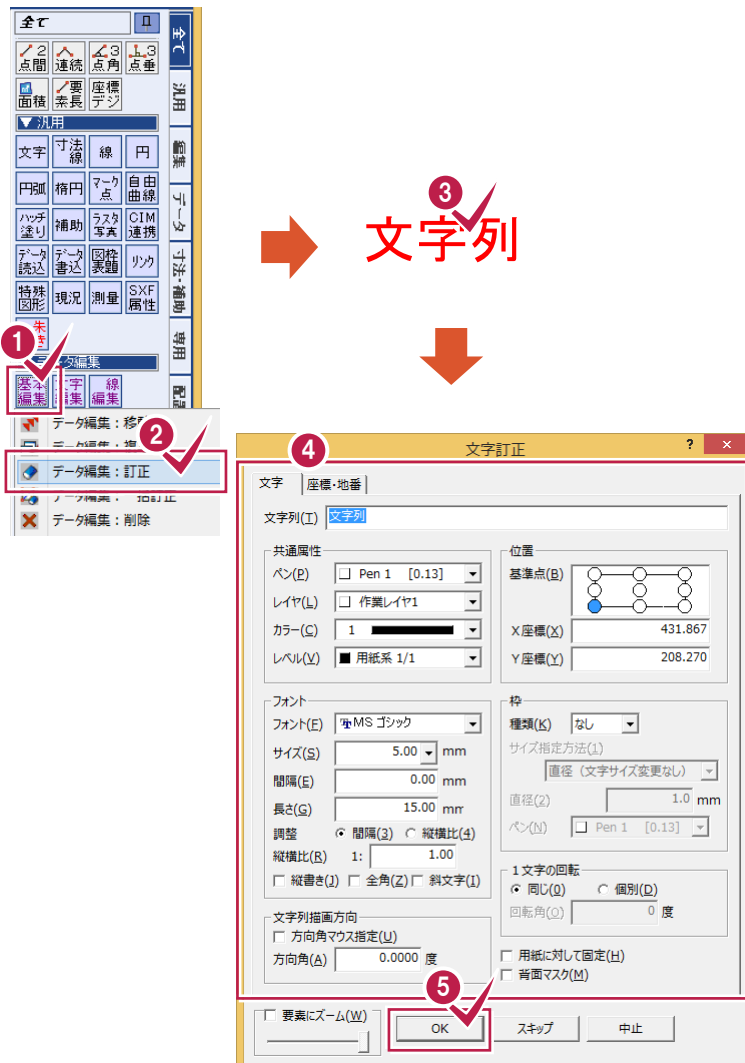 全て
全て
2点間
連続
3点角
3点垂
面積
要素長
座標デジ
汎用
▼ 汎用
文字
寸法線
線
円
編集
円弧
楕円
マーク点
自由曲線
データ
ハッチ塗り
補助
ラスタ写真
CIM連携
データ読込
データ書込
図枠表題
リンク
寸法・補助
特殊図形
現況
測量
SXF属性
専用
1
データ編集
基本編集
文字編集
線編集
2
データ編集：訂正
データ編集：削除
3
文字列
4
文字訂正
? ×
文字
座標・地番
文字列(T)
文字列
共通属性
ペン(P)
Pen 1 [0.13]
レイヤ(L)
作業レイヤ1
カラー(C)
1
レベル(V)
用紙系 1/1
位置
基準点(B)
X座標(X)
431.867
Y座標(Y)
208.270
フォント
フォント(F)
MS ゴシック
サイズ(S)
5.00
mm
間隔(E)
0.00
mm
長さ(G)
15.00
mm
調整
間隔(3)
縦横比(4)
縦横比(R)
1:
1.00
縦書き(J)
全角(Z)
斜文字(I)
枠
種類(K)
なし
サイズ指定方法(1)
直径（文字サイズ変更なし）
直径(2)
1.0
mm
ペン(N)
Pen 1 [0.13]
1文字の回転
同じ(0)
個別(D)
回転角(O)
0
度
文字列描画方向
方向角マウス指定(U)
方向角(A)
0.0000
度
用紙に対して固定(H)
背面マスク(M)
5
要素にズーム(W)
OK
スキップ
中止